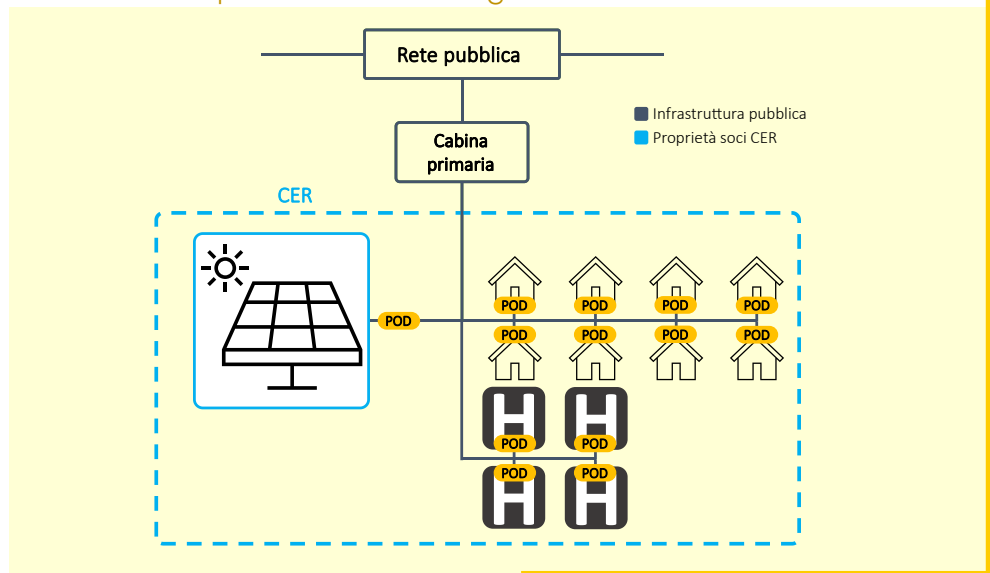 Rete pubblica
Infrastruttura pubblica
Cabina
primaria
Proprietà soci CER
CER
POD POD POD POD
POD
POD POD POD POD
H H
POD POD
POD POD
H H